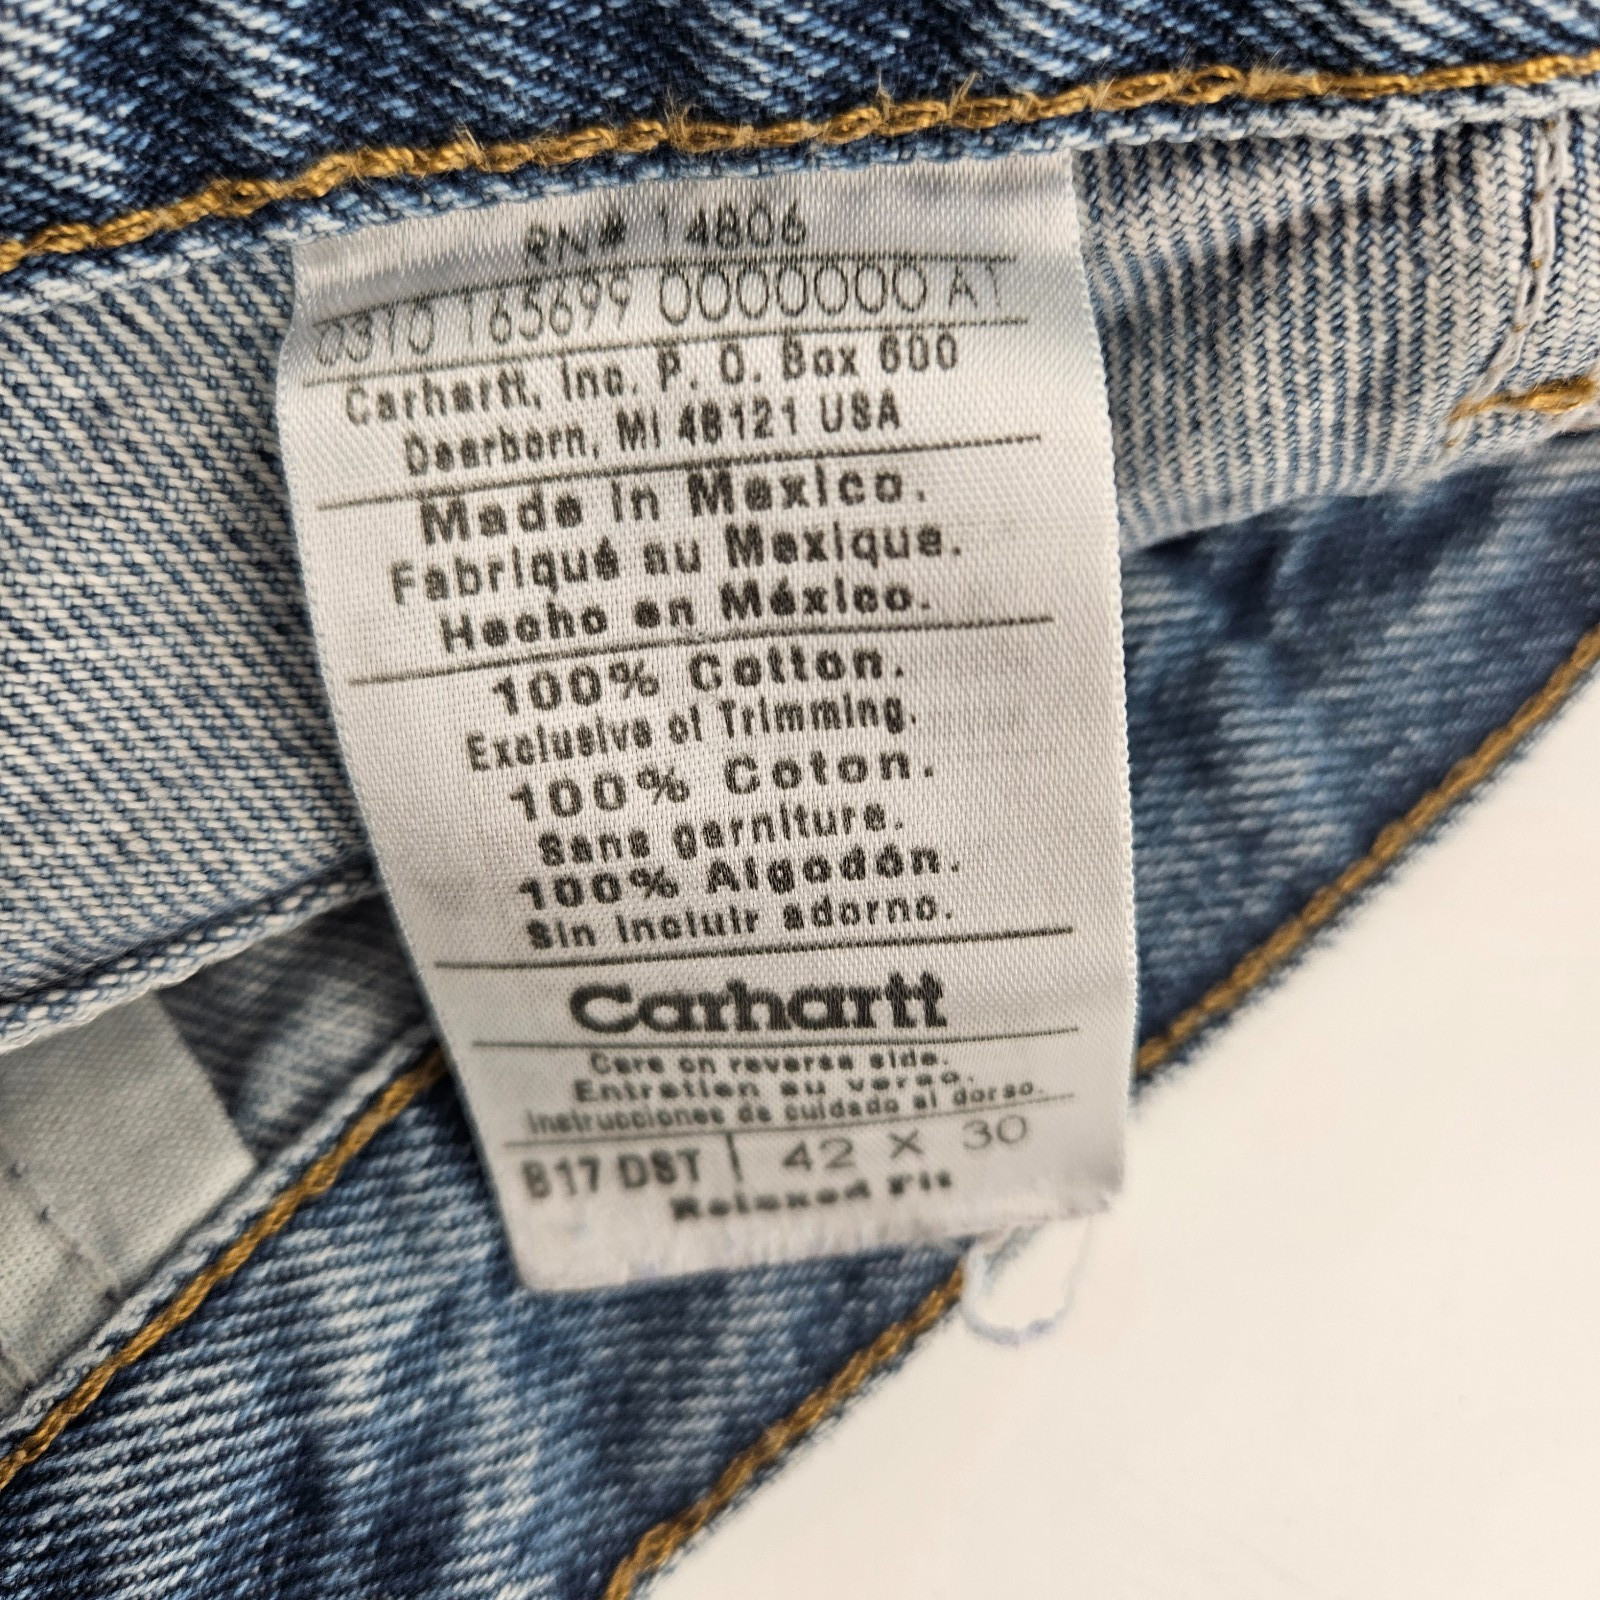 RN# 14806
0310 165699 0000000 A1
Carhartt, Inc. P. O. Box 600
Dearborn, MI 48121 USA
Made in Mexico.
Fabriqué au Mexique.
Hecho en México.
100% Cotton.
Exclusive of Trimming.
100% Coton.
Sans garniture.
100% Algodón.
Sin incluir adorno.
Carhartt
Care on reverse side.
Entretien au verso.
Instrucciones de cuidado al dorso.
B17 DST 42 X 30
Relaxed Fit